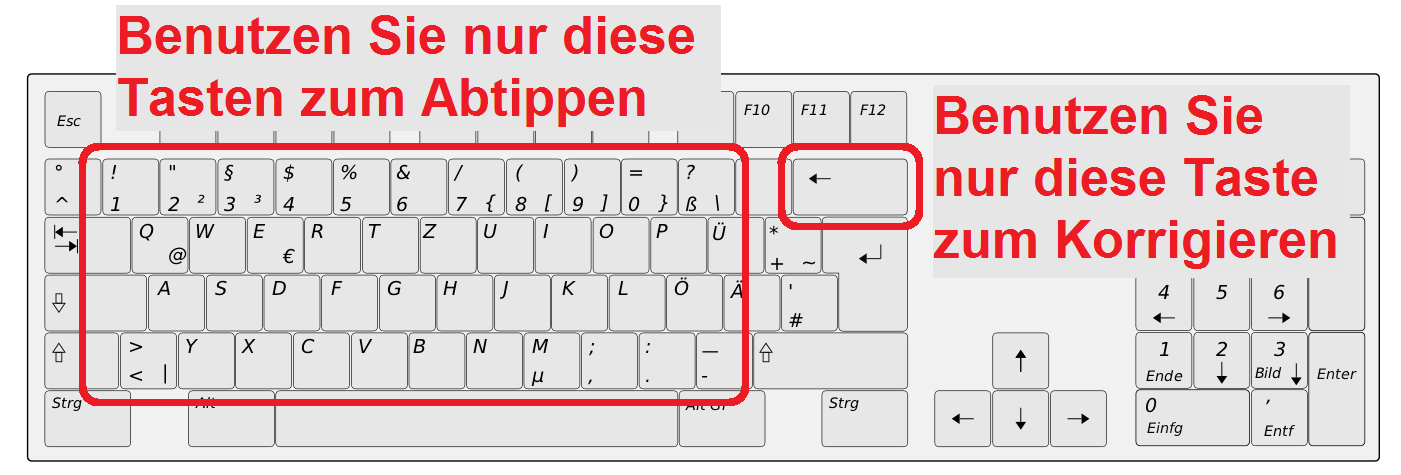 Benutzen Sie nur diese
Tasten zum Abtippen
Benutzen Sie
nur diese Taste
zum Korrigieren
Esc F10 F11 F12
° ! " § $ % & / ( ) = ?
^ 1 2 ² 3 ³ 4 5 6 7 { 8 [ 9 ] 0 } ß \ ←
Q W E R T Z U I O P Ü *
@ € + ~
A S D F G H J K L Ö Ä '
#
> Y X C V B N M ; : —
< | µ , . -
Strg Alt Alt Gr Strg
4 5 6
← →
↑
1 2 3
Ende ↓ Bild ↓ Enter
← ↓ →
0 ,
Einfg Entf